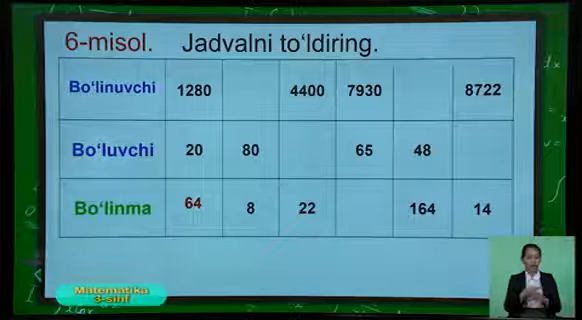 6-misol. Jadvalni to‘ldiring.
Bo‘linuvchi 1280 4400 7930 8722
Bo‘luvchi 20 80 65 48
Bo‘linma 64 8 22 164 14
Matematika
3-sinf